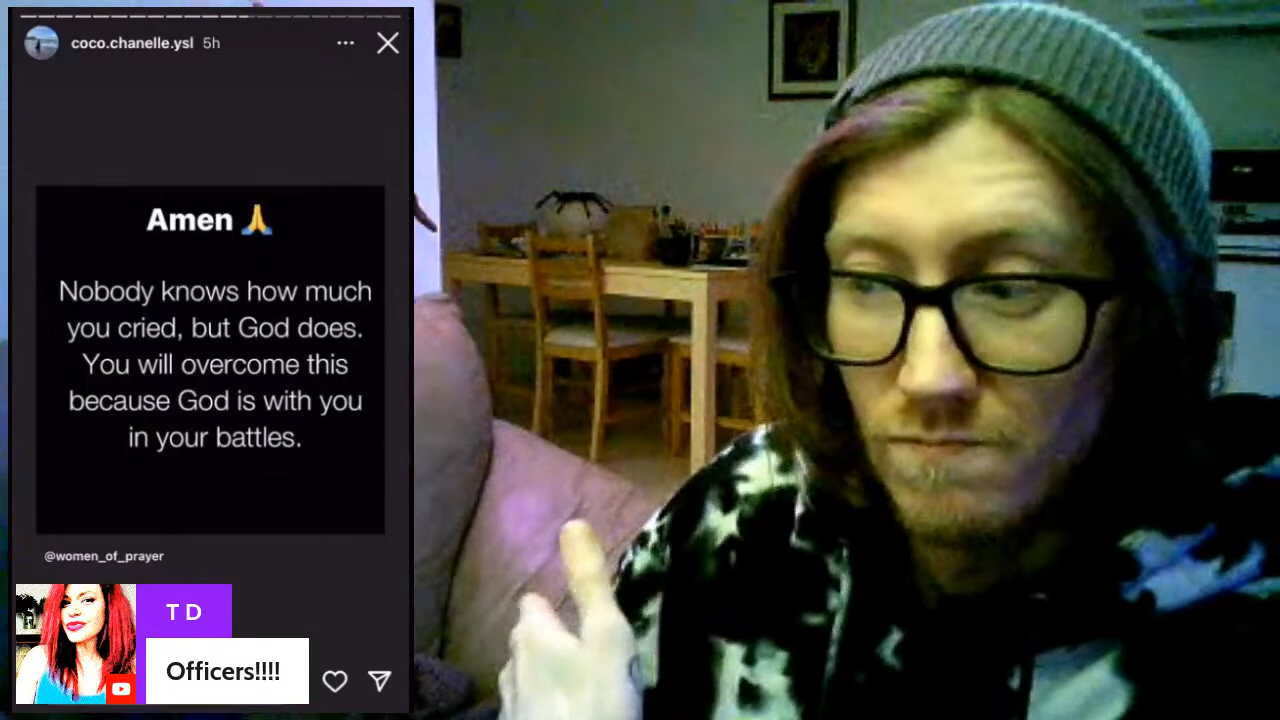 coco.chanelle.ysl 5h
Amen 🙏
Nobody knows how much
you cried, but God does.
You will overcome this
because God is with you
in your battles.
@women_of_prayer
T D
Officers!!!!